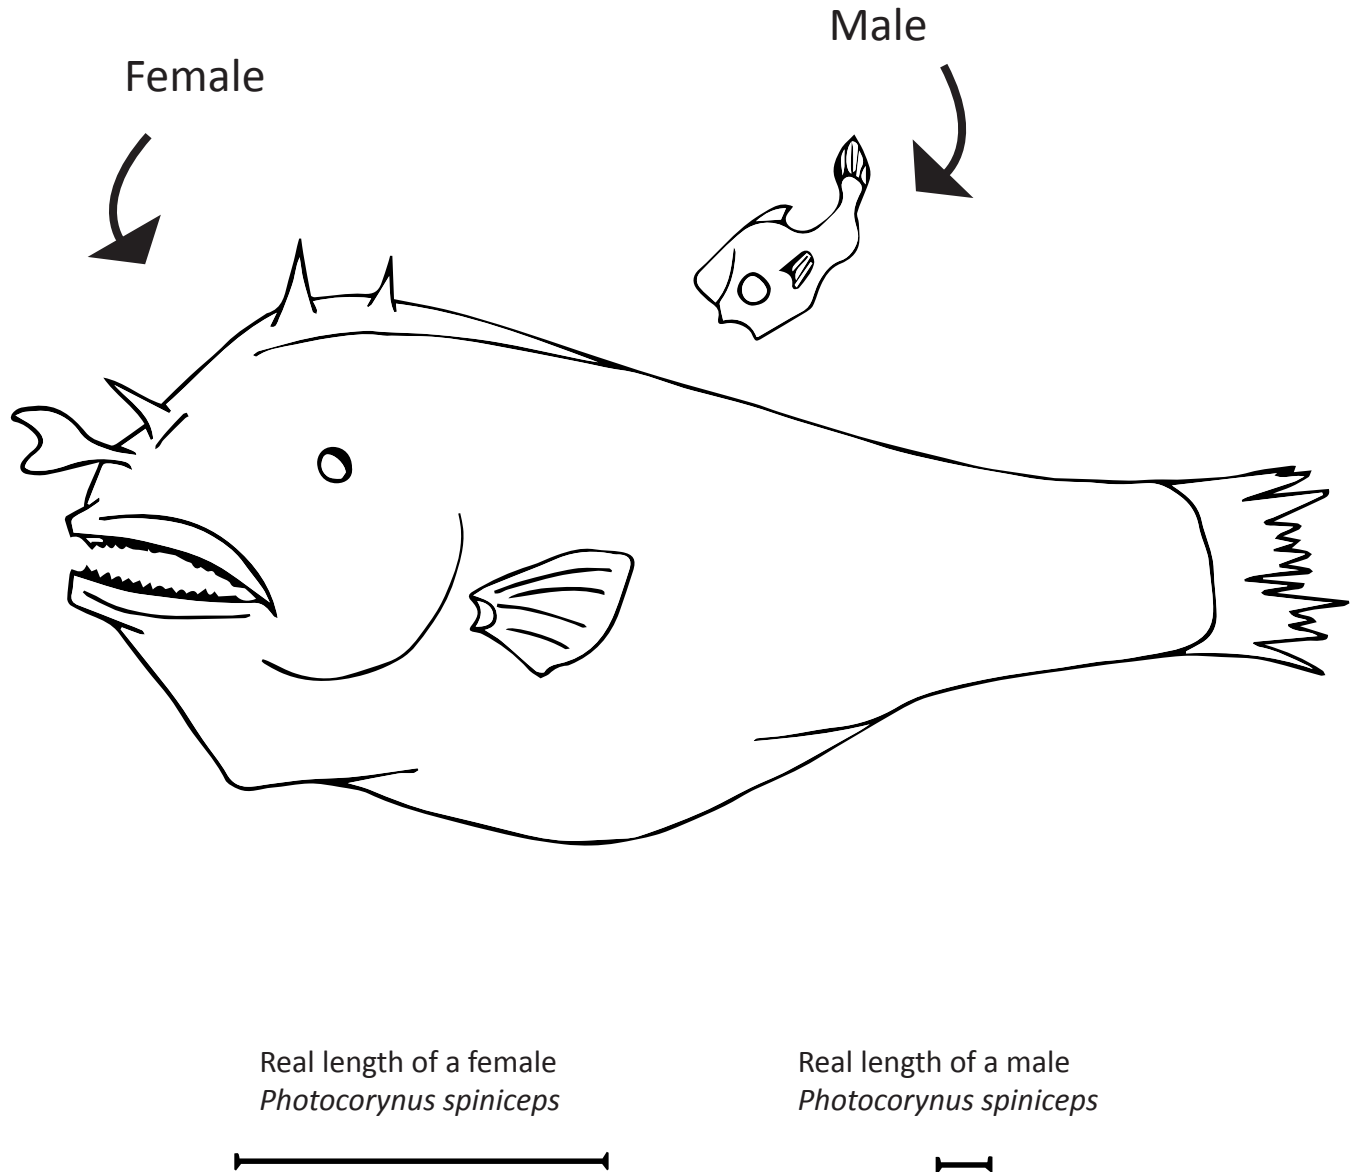 Male
Female
Real length of a female
Photocorynus spiniceps
Real length of a male
Photocorynus spiniceps